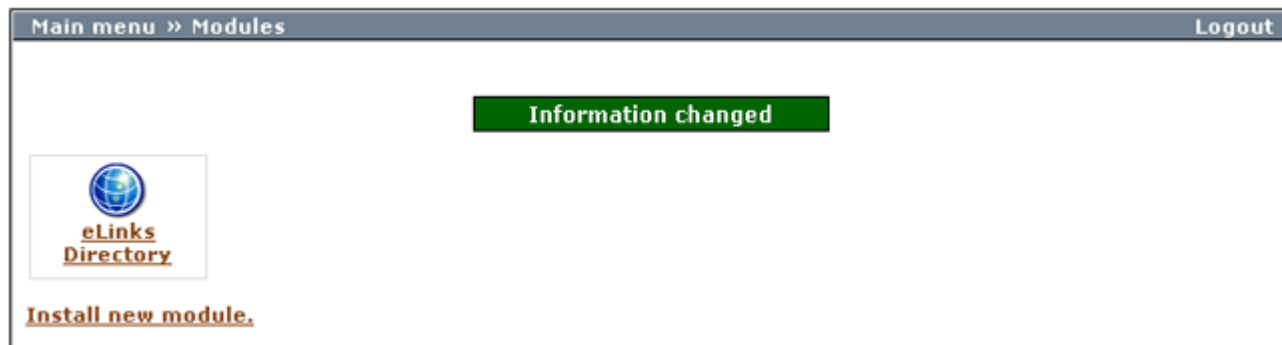 Main menu » Modules Logout
Information changed
eLinks
Directory
Install new module.